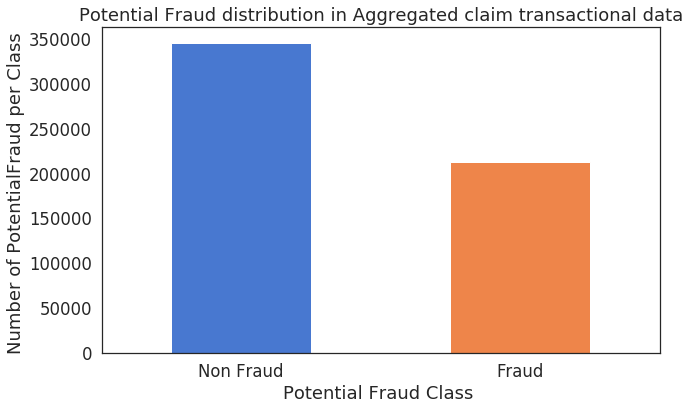 Potential Fraud distribution in Aggregated claim transactional data
Number of PotentialFraud per Class
350000
300000
250000
200000
150000
100000
50000
0
Non Fraud
Fraud
Potential Fraud Class